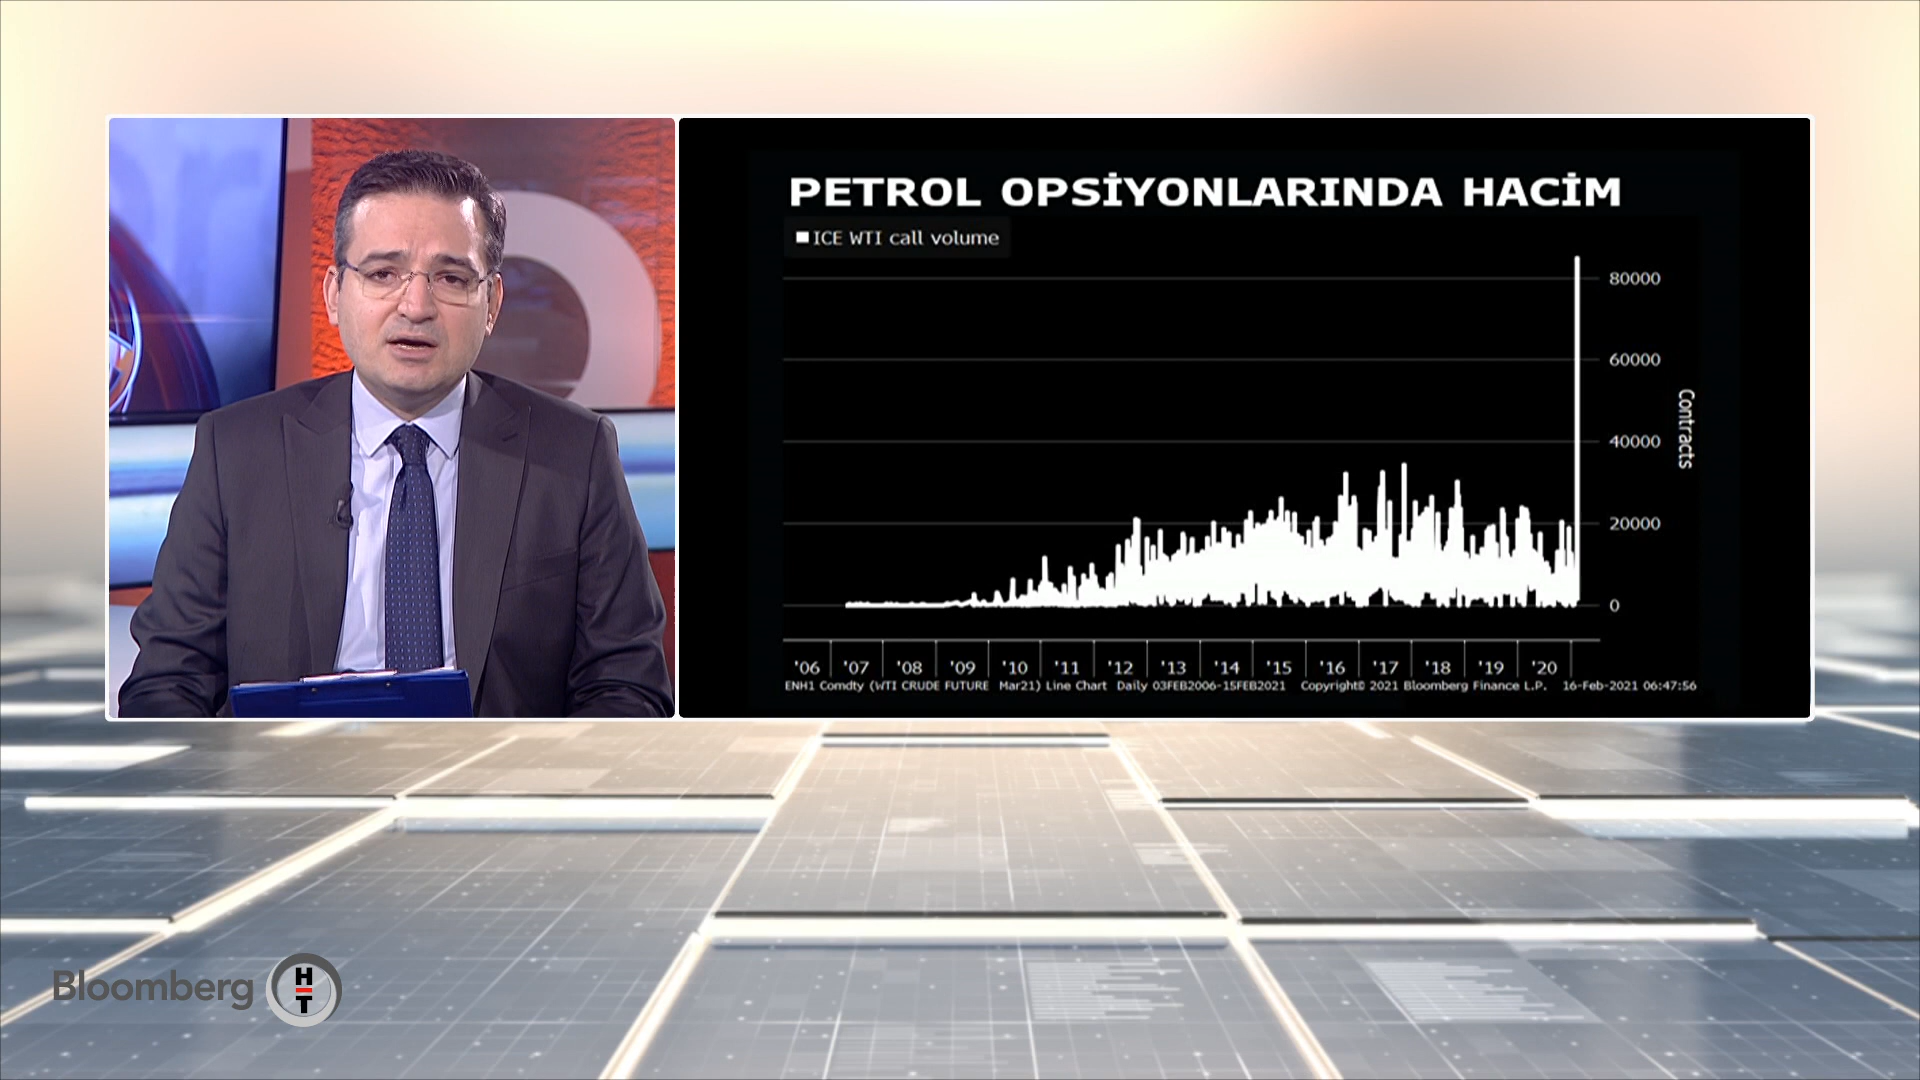 PETROL OPSİYONLARINDA HACİM
ICE WTI call volume
80000
60000
40000
20000
0
Contracts
'06 '07 '08 '09 '10 '11 '12 '13 '14 '15 '16 '17 '18 '19 '20
ENH1 Comdty (WTI CRUDE FUTURE Mar21) Line Chart Daily 03FEB2006-15FEB2021 Copyright© 2021 Bloomberg Finance L.P. 16-Feb-2021 06:47:56
Bloomberg HT